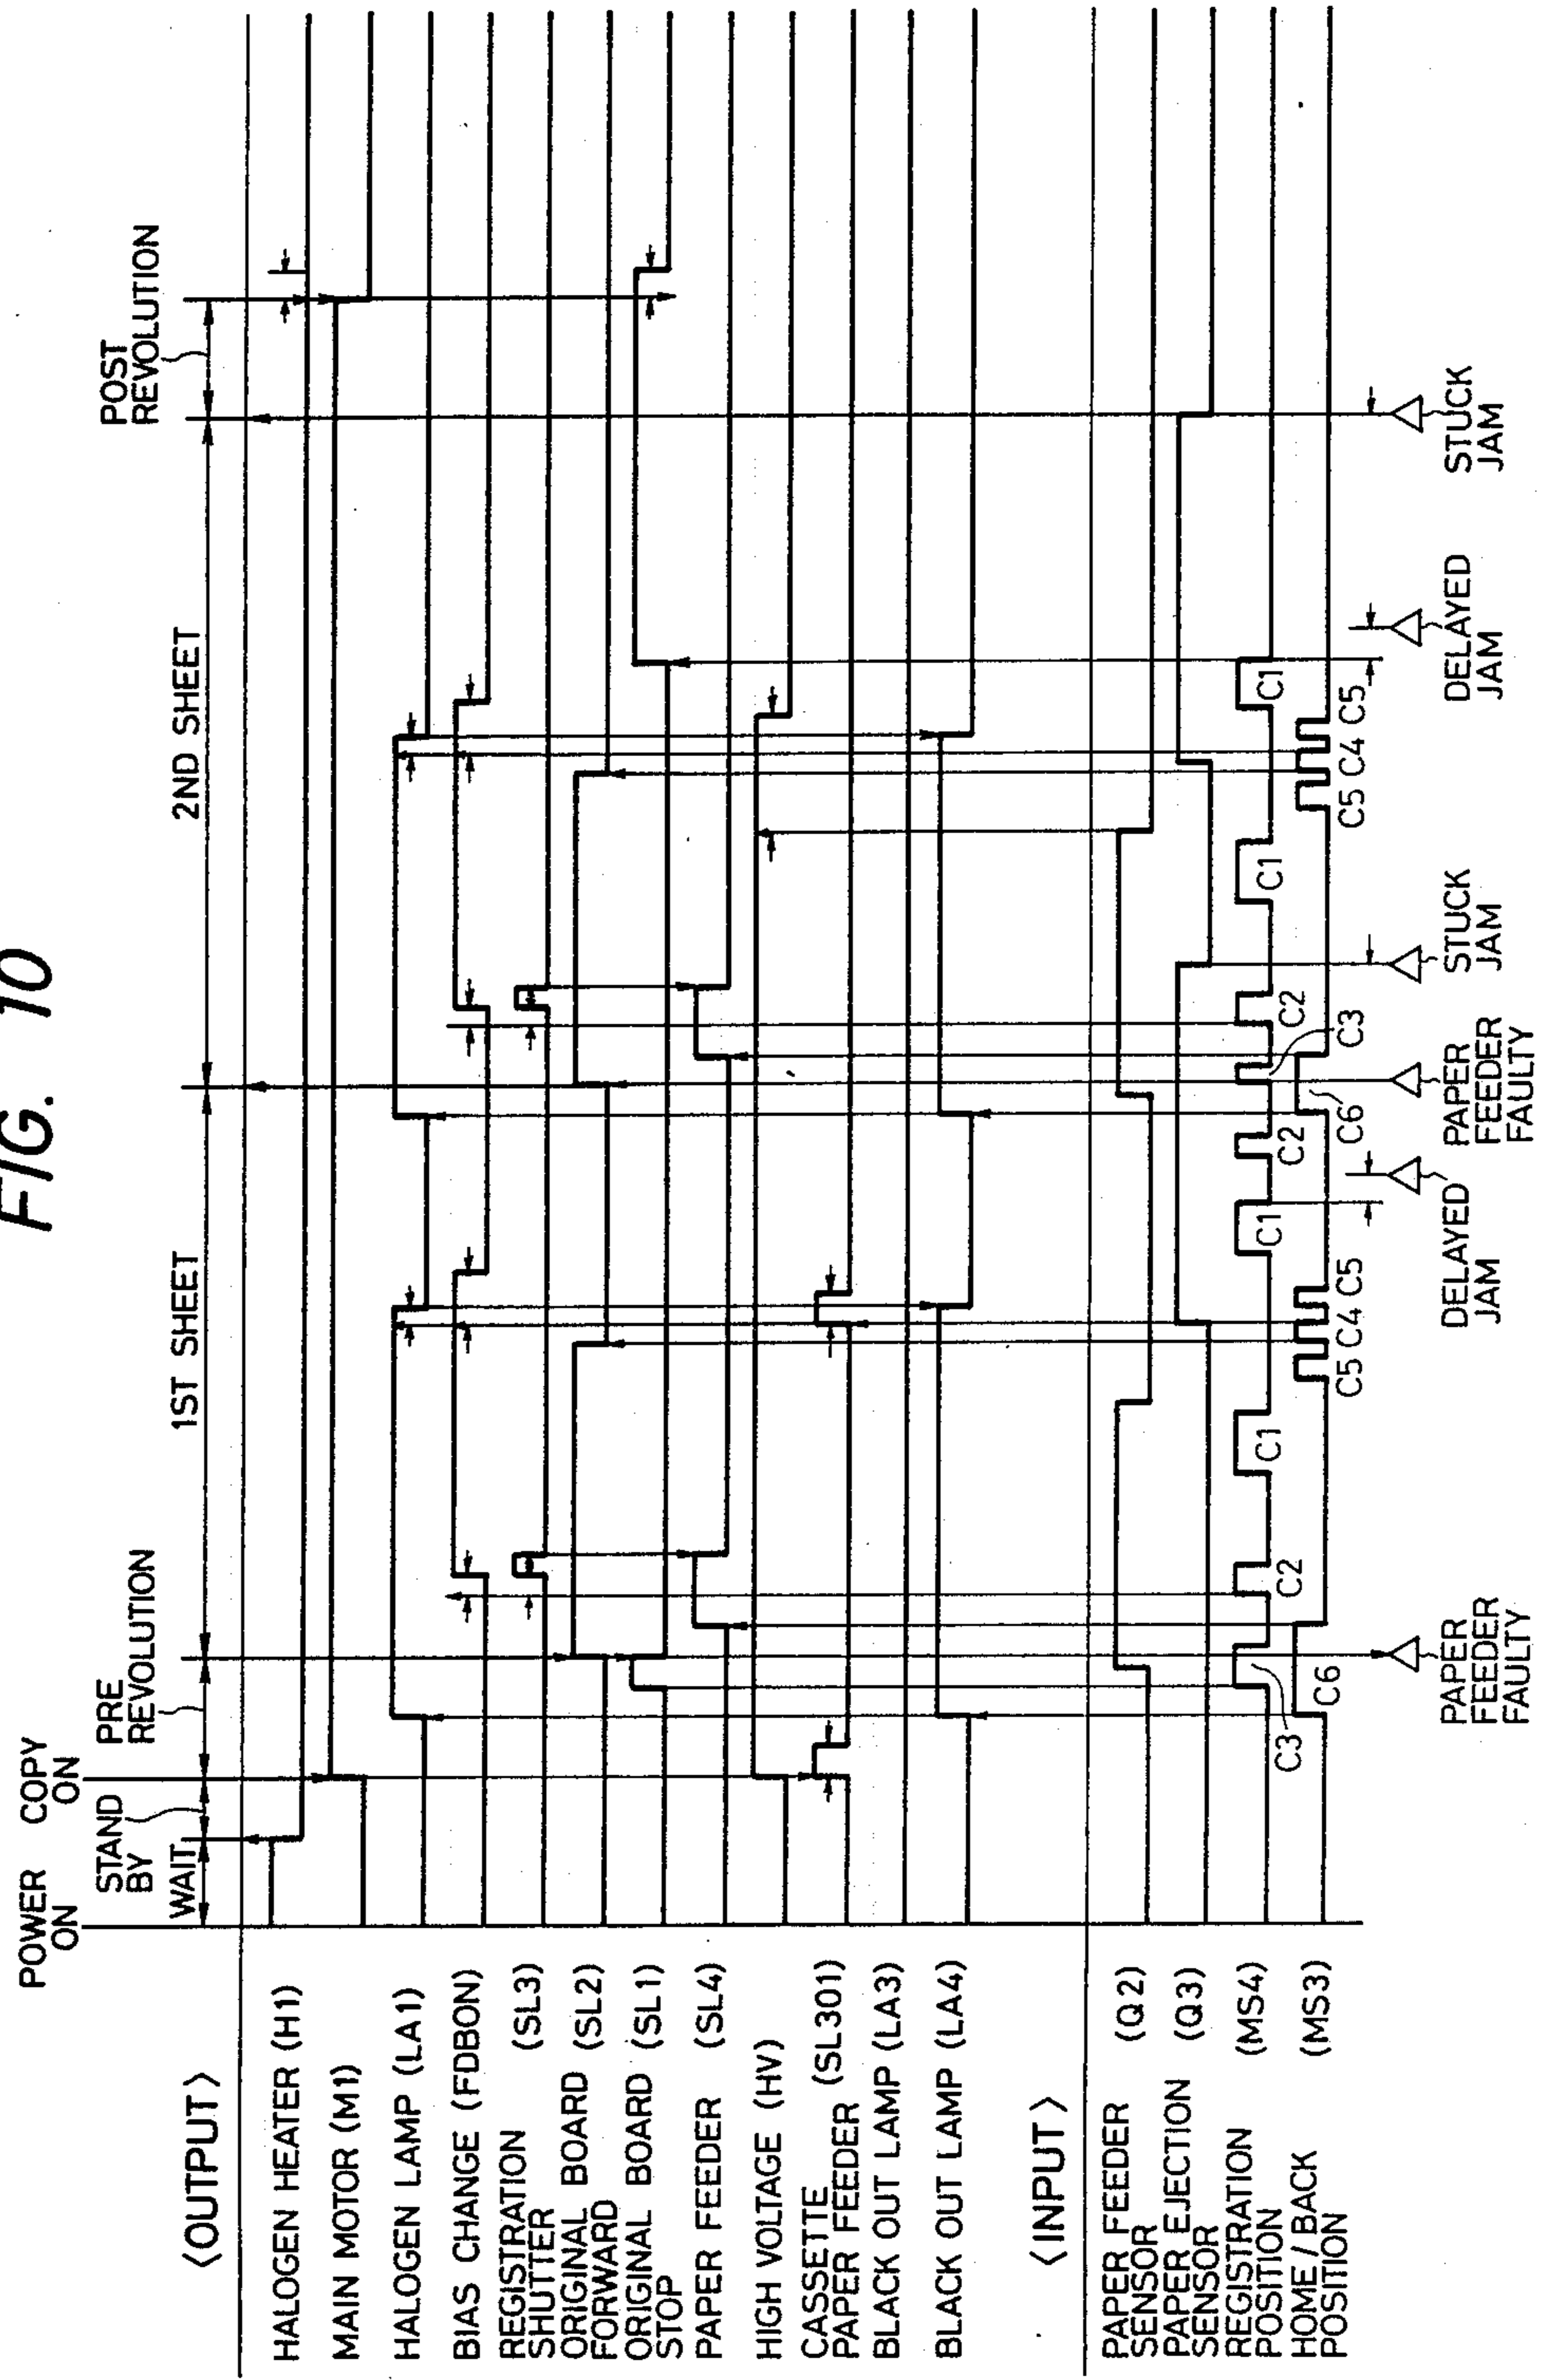 FIG. 10
POWER ON
COPY ON
STAND BY
WAIT
PRE REVOLUTION
1ST SHEET
2ND SHEET
POST REVOLUTION
〈OUTPUT〉
HALOGEN HEATER (H1)
MAIN MOTOR (M1)
HALOGEN LAMP (LA1)
BIAS CHANGE (FDBON)
REGISTRATION
SHUTTER (SL3)
ORIGINAL BOARD (SL2)
FORWARD
ORIGINAL BOARD (SL1)
STOP
PAPER FEEDER (SL4)
HIGH VOLTAGE (HV)
CASSETTE
PAPER FEEDER (SL301)
BLACK OUT LAMP (LA3)
BLACK OUT LAMP (LA4)
〈INPUT〉
PAPER FEEDER
SENSOR (Q2)
PAPER EJECTION
SENSOR (Q3)
REGISTRATION
POSITION (MS4)
HOME/BACK
POSITION (MS3)
C3
C2
C1
C1
C2
C3
C2
C1
C1
C6
C5
C4
C5
C6
C5
C4
C5
PAPER
FEEDER
FAULTY
DELAYED
JAM
PAPER
FEEDER
FAULTY
STUCK
JAM
DELAYED
JAM
STUCK
JAM